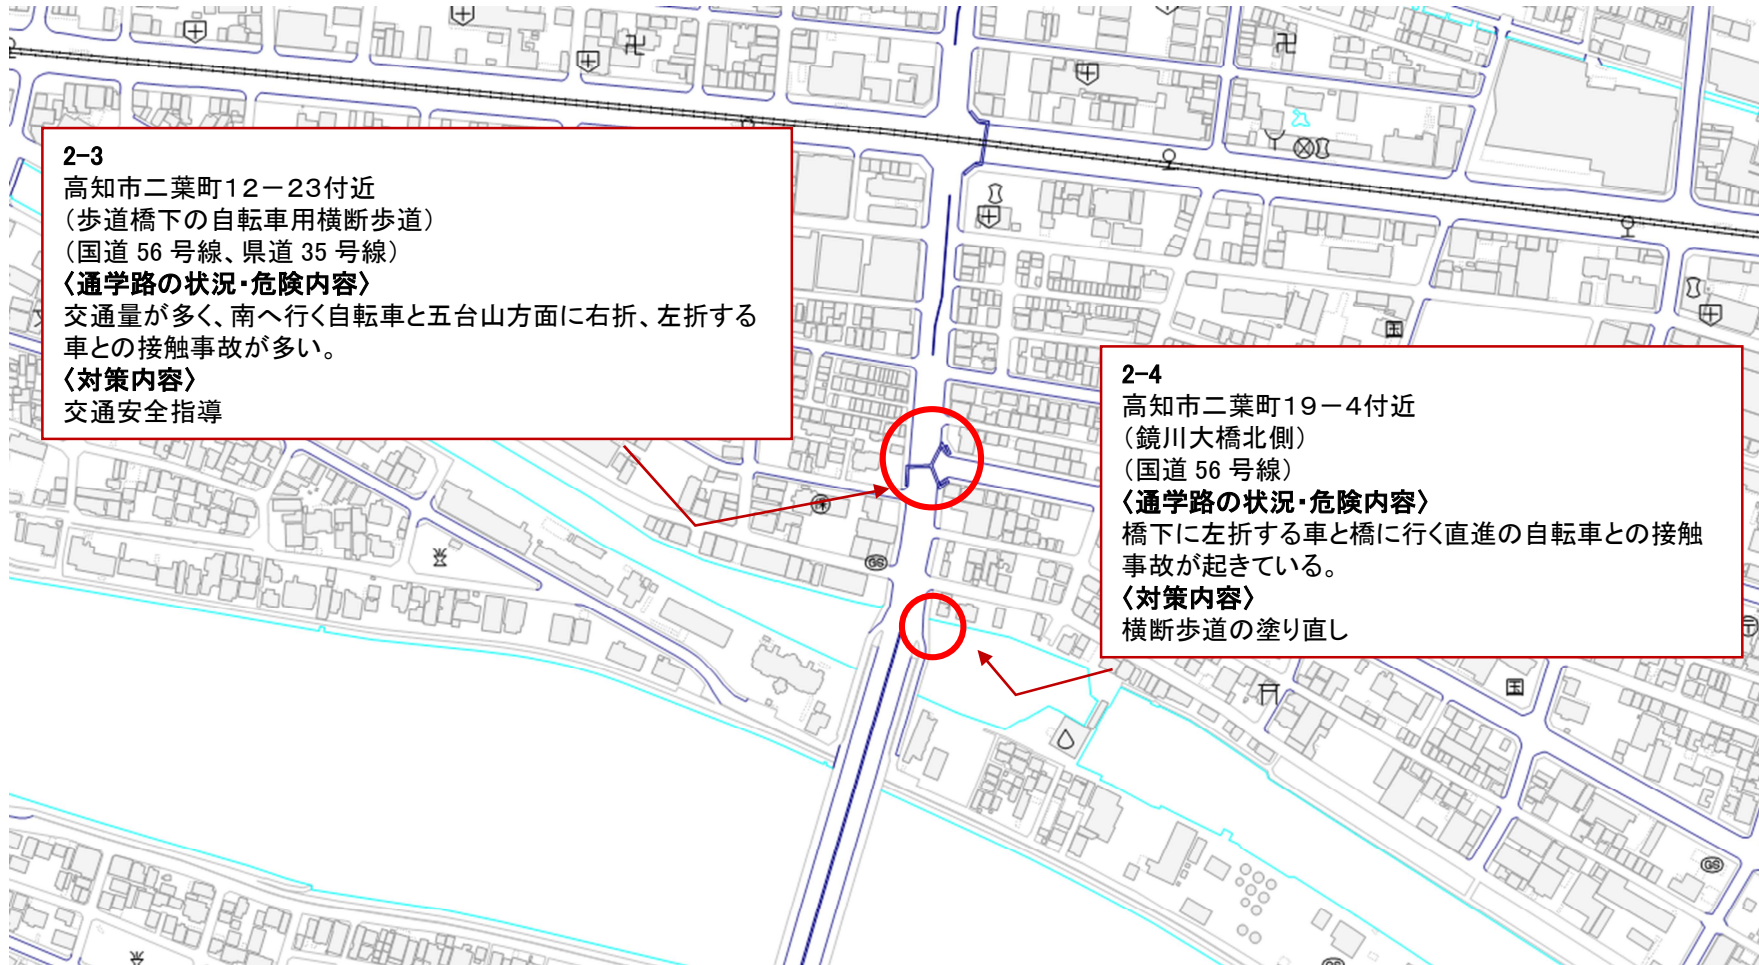 2-3
高知市二葉町12-23付近
(歩道橋下の自転車用横断歩道)
(国道 56 号線、県道 35 号線)
〈通学路の状況・危険内容〉
交通量が多く、南へ行く自転車と五台山方面に右折、左折する
車との接触事故が多い。
〈対策内容〉
交通安全指導
2-4
高知市二葉町19-4付近
(鏡川大橋北側)
(国道 56 号線)
〈通学路の状況・危険内容〉
橋下に左折する車と橋に行く直進の自転車との接触
事故が起きている。
〈対策内容〉
横断歩道の塗り直し
GS
GS
GS